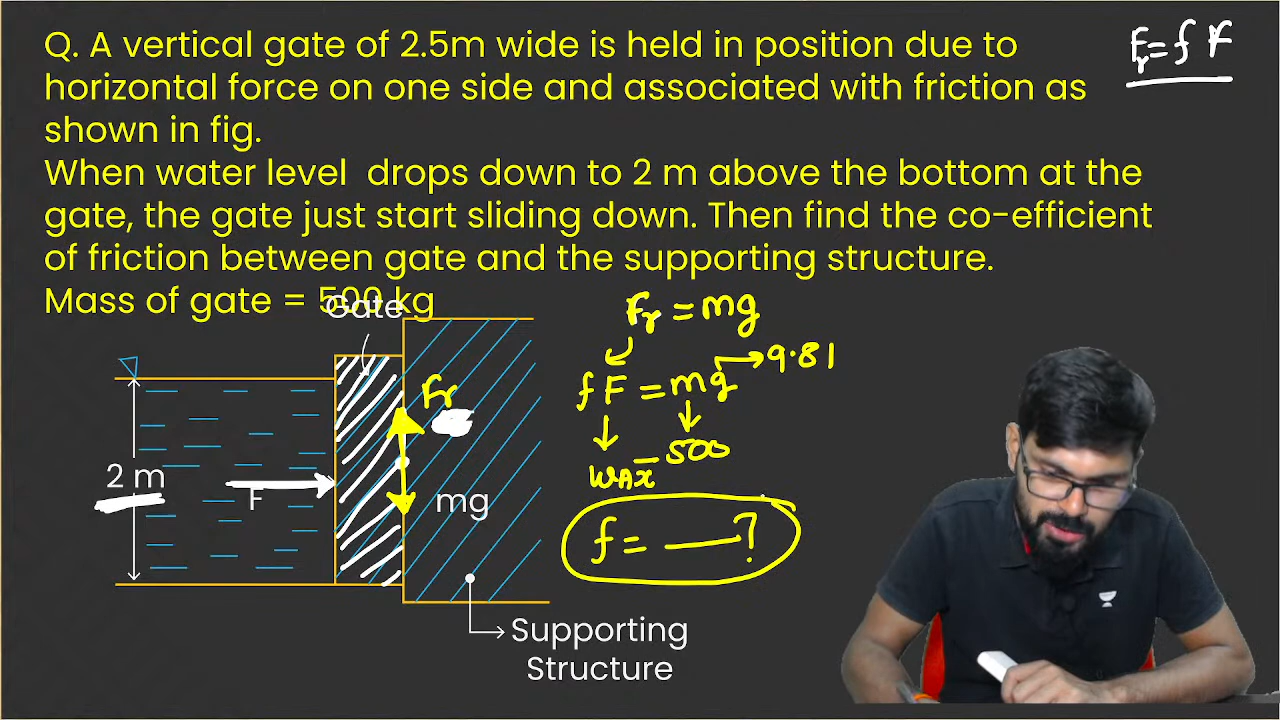 Q. A vertical gate of 2.5m wide is held in position due to
horizontal force on one side and associated with friction as
shown in fig.
When water level drops down to 2 m above the bottom at the
gate, the gate just start sliding down. Then find the co-efficient
of friction between gate and the supporting structure.
Mass of gate = 500 kg
Fr = f F
Gate
Fr = mg
f F = mg → 9.81
500
wAx̄
f = ?
Fr
2 m
F
mg
Supporting
Structure